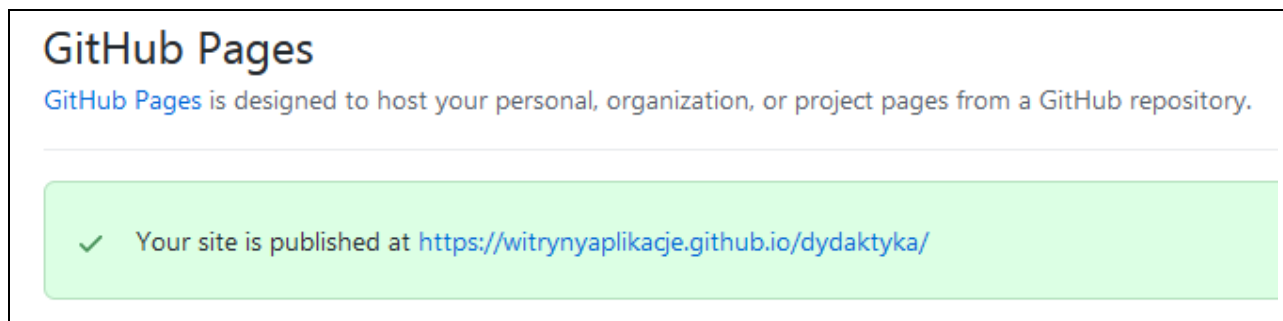 GitHub Pages
GitHub Pages is designed to host your personal, organization, or project pages from a GitHub repository.
Your site is published at https://witrynyaplikacje.github.io/dydaktyka/